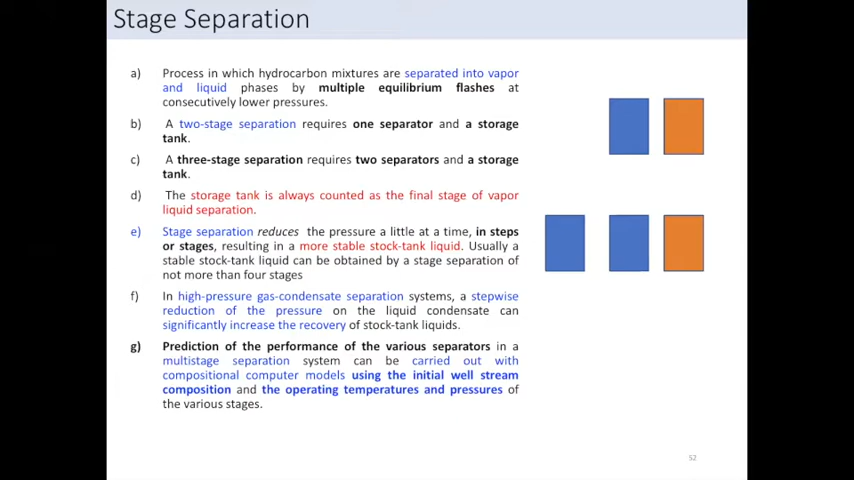 Stage Separation
a) Process in which hydrocarbon mixtures are separated into vapor
and liquid phases by multiple equilibrium flashes at
consecutively lower pressures.
b) A two-stage separation requires one separator and a storage
tank.
c) A three-stage separation requires two separators and a storage
tank.
d) The storage tank is always counted as the final stage of vapor
liquid separation.
e) Stage separation reduces the pressure a little at a time, in steps
or stages, resulting in a more stable stock-tank liquid. Usually a
stable stock-tank liquid can be obtained by a stage separation of
not more than four stages
f) In high-pressure gas-condensate separation systems, a stepwise
reduction of the pressure on the liquid condensate can
significantly increase the recovery of stock-tank liquids.
g) Prediction of the performance of the various separators in a
multistage separation system can be carried out with
compositional computer models using the initial well stream
composition and the operating temperatures and pressures of
the various stages.
52